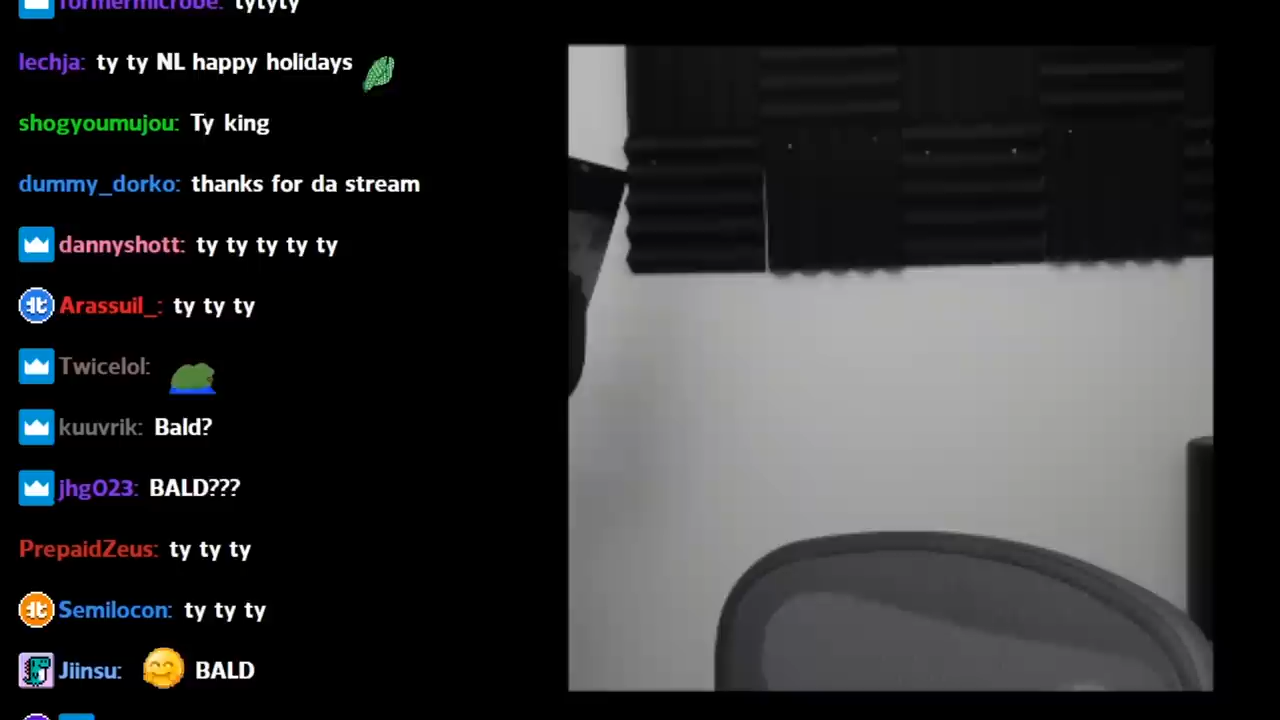 formermicrobe: tytyty
lechja: ty ty NL happy holidays
shogyoumujou: Ty king
dummy_dorko: thanks for da stream
dannyshott: ty ty ty ty ty
Arassuil_: ty ty ty
Twicelol:
kuuvrik: Bald?
jhg023: BALD???
PrepaidZeus: ty ty ty
Semilocon: ty ty ty
Jiinsu: BALD